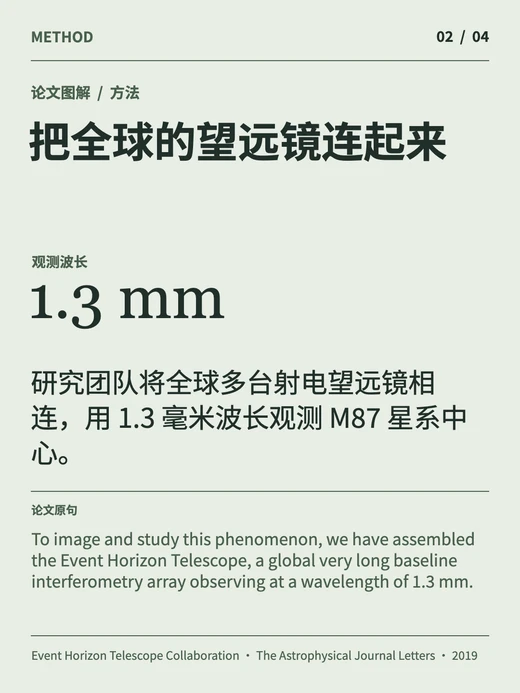 METHOD
02 / 04
论文图解 / 方法
把全球的望远镜连起来
观测波长
1.3 mm
研究团队将全球多台射电望远镜相
连，用 1.3 毫米波长观测 M87 星系中
心。
论文原句
To image and study this phenomenon, we have assembled
the Event Horizon Telescope, a global very long baseline
interferometry array observing at a wavelength of 1.3 mm.
Event Horizon Telescope Collaboration · The Astrophysical Journal Letters · 2019